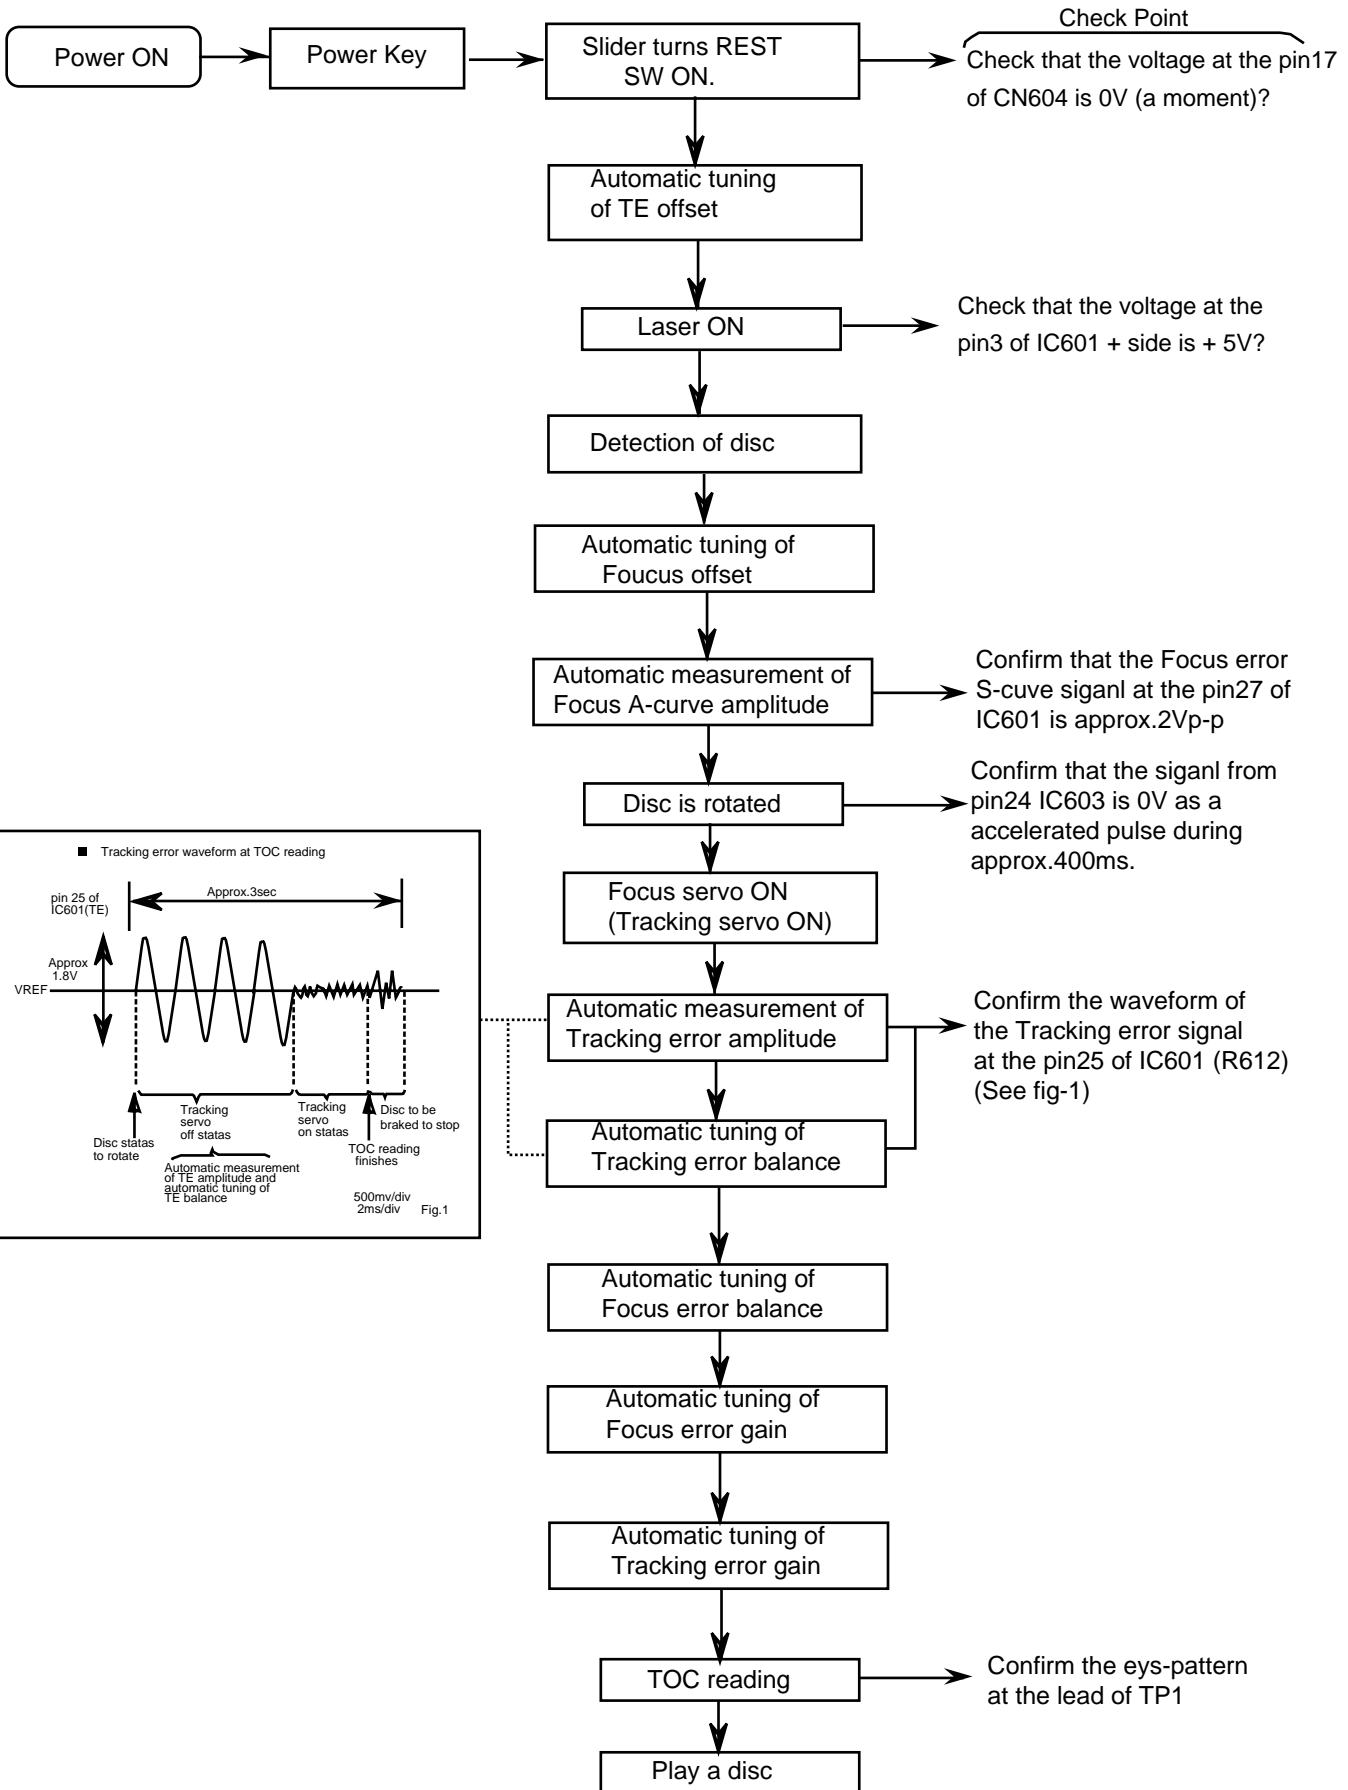 Check Point
Power ON
Power Key
Slider turns REST
SW ON.
Check that the voltage at the pin17
of CN604 is 0V (a moment)?
Automatic tuning
of TE offset
Laser ON
Check that the voltage at the
pin3 of IC601 + side is + 5V?
Detection of disc
Automatic tuning of
Foucus offset
Automatic measurement of
Focus A-curve amplitude
Confirm that the Focus error
S-cuve siganl at the pin27 of
IC601 is approx.2Vp-p
Disc is rotated
Confirm that the siganl from
pin24 IC603 is 0V as a
accelerated pulse during
approx.400ms.
Focus servo ON
(Tracking servo ON)
■ Tracking error waveform at TOC reading
pin 25 of
IC601(TE)
Approx.3sec
Approx
1.8V
VREF
Disc statas
to rotate
Tracking
servo
off statas
Automatic measurement
of TE amplitude and
automatic tuning of
TE balance
Tracking
servo
on statas
TOC reading
finishes
Disc to be
braked to stop
500mv/div
2ms/div
Fig.1
Automatic measurement of
Tracking error amplitude
Confirm the waveform of
the Tracking error signal
at the pin25 of IC601 (R612)
(See fig-1)
Automatic tuning of
Tracking error balance
Automatic tuning of
Focus error balance
Automatic tuning of
Focus error gain
Automatic tuning of
Tracking error gain
TOC reading
Confirm the eys-pattern
at the lead of TP1
Play a disc